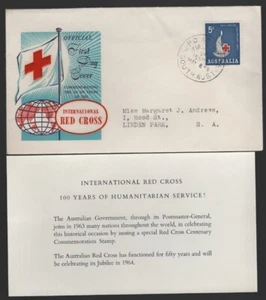 OFFICIAL
First
Day
Cover
INTERNATIONAL
RED CROSS
5d
AUSTRALIA
Miss Margaret J. Andrews,
1, Hood St.,
LINDEN PARK, S. A.
INTERNATIONAL RED CROSS
100 YEARS OF HUMANITARIAN SERVICE!
The Australian Government, through its Postmaster-General,
joins in 1963 many nations throughout the world, in celebrating
this historical occasion by issuing a special Red Cross Centenary
Commemoration Stamp.
The Australian Red Cross has functioned for fifty years and will
be celebrating its Jubilee in 1964.